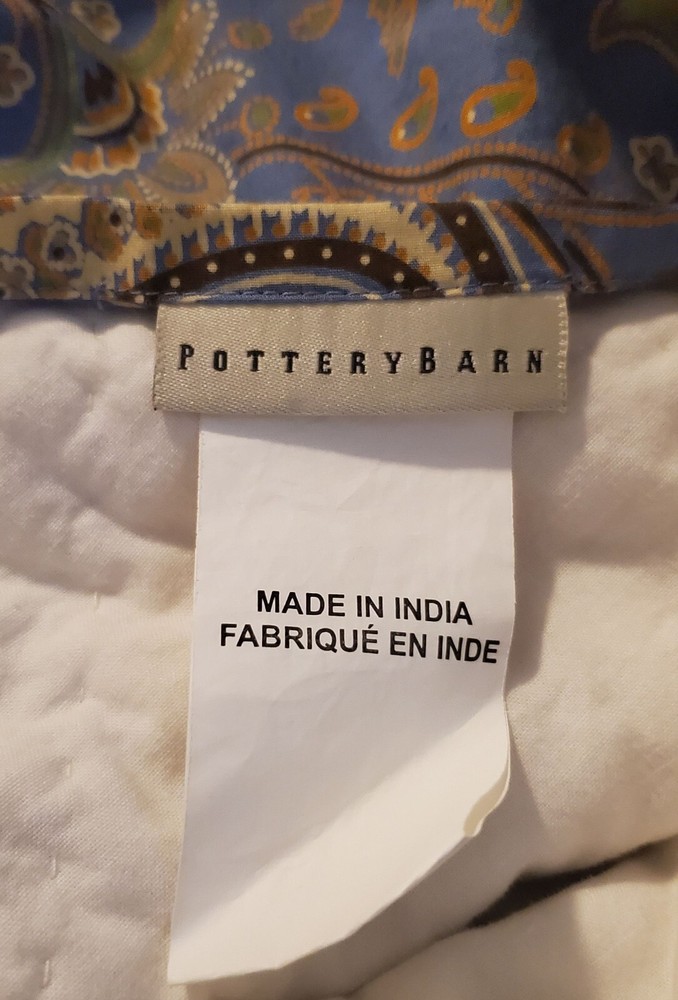 POTTERYBARN
MADE IN INDIA
FABRIQUÉ EN INDE